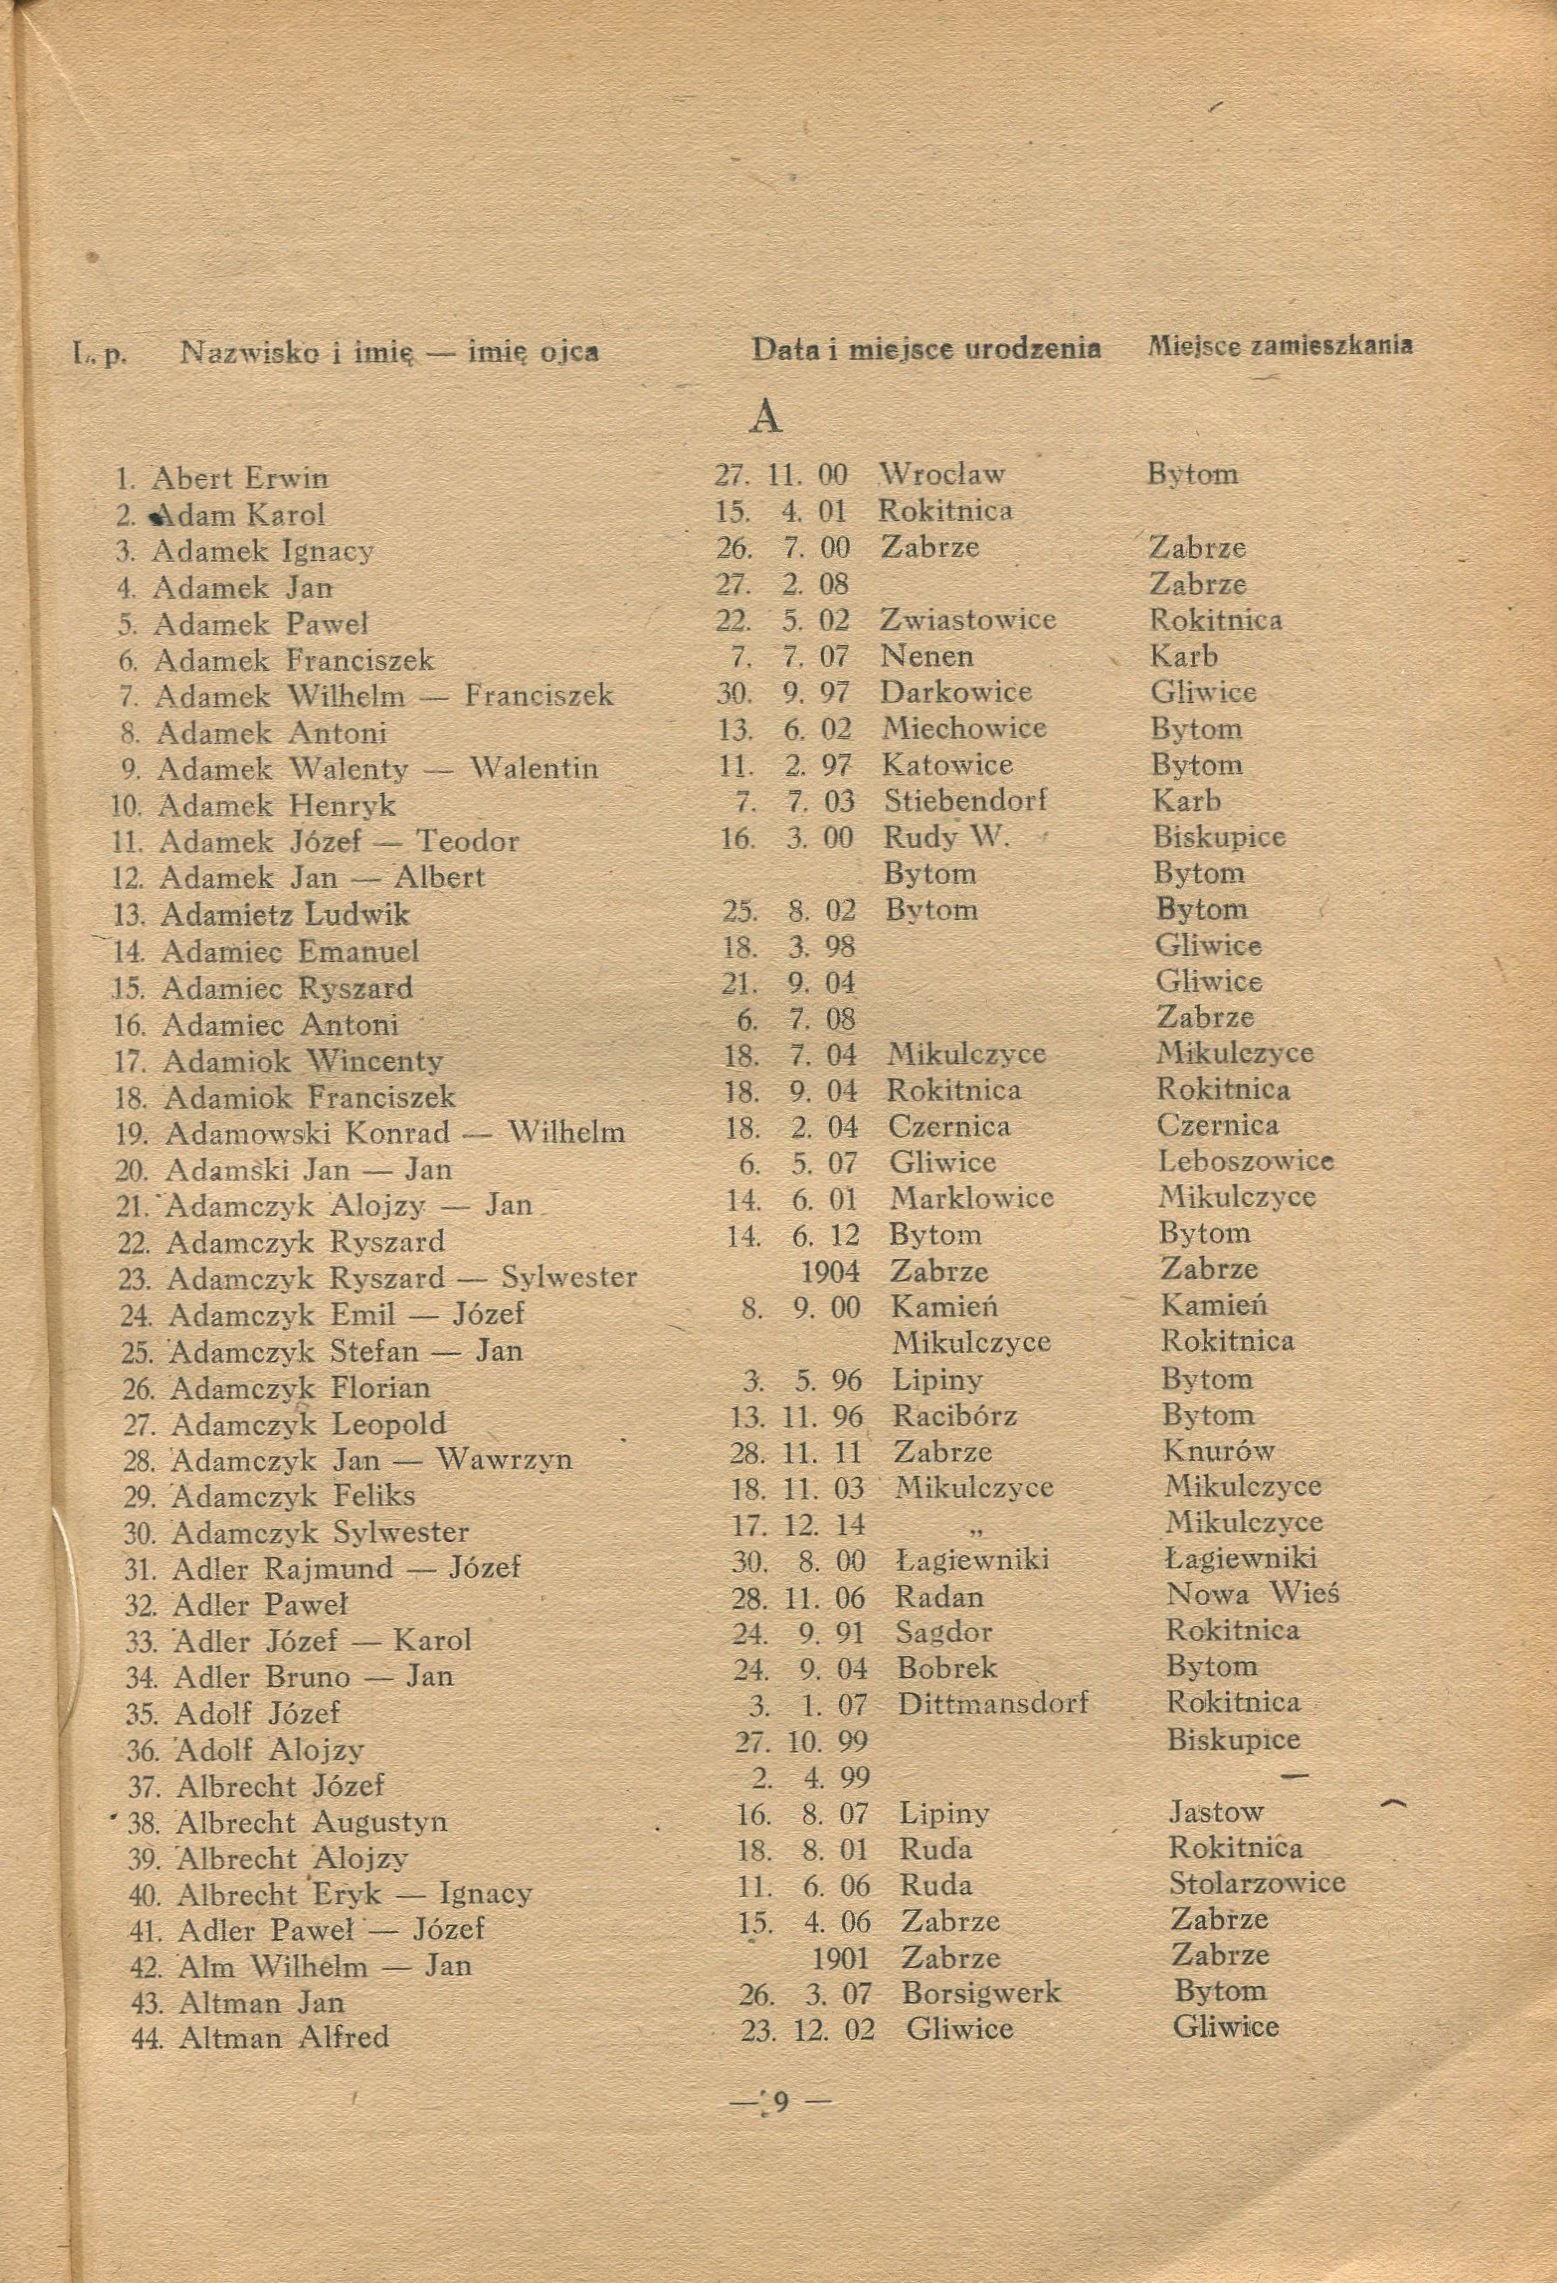 L. p. Nazwisko i imię — imię ojca Data i miejsce urodzenia Miejsce zamieszkania
A
1. Abert Erwin 27. 11. 00 Wrocław Bytom
2. Adam Karol 15. 4. 01 Rokitnica
3. Adamek Ignacy 26. 7. 00 Zabrze Zabrze
4. Adamek Jan 27. 2. 08 Zabrze
5. Adamek Paweł 22. 5. 02 Zwiastowice Rokitnica
6. Adamek Franciszek 7. 7. 07 Nenen Karb
7. Adamek Wilhelm — Franciszek 30. 9. 97 Darkowice Gliwice
8. Adamek Antoni 13. 6. 02 Miechowice Bytom
9. Adamek Walenty — Walentin 11. 2. 97 Katowice Bytom
10. Adamek Henryk 7. 7. 03 Stiebendorf Karb
11. Adamek Józef — Teodor 16. 3. 00 Rudy W. Biskupice
12. Adamek Jan — Albert Bytom Bytom
13. Adamietz Ludwik 25. 8. 02 Bytom Bytom
14. Adamiec Emanuel 18. 3. 98 Gliwice
15. Adamiec Ryszard 21. 9. 04 Gliwice
16. Adamiec Antoni 6. 7. 08 Zabrze
17. Adamiok Wincenty 18. 7. 04 Mikulczyce Mikulczyce
18. Adamiok Franciszek 18. 9. 04 Rokitnica Rokitnica
19. Adamowski Konrad — Wilhelm 18. 2. 04 Czernica Czernica
20. Adamski Jan — Jan 6. 5. 07 Gliwice Leboszowice
21. Adamczyk Alojzy — Jan 14. 6. 01 Marklowice Mikulczyce
22. Adamczyk Ryszard 14. 6. 12 Bytom Bytom
23. Adamczyk Ryszard — Sylwester 1904 Zabrze Zabrze
24. Adamczyk Emil — Józef 8. 9. 00 Kamień Kamień
25. Adamczyk Stefan — Jan Mikulczyce Rokitnica
26. Adamczyk Florian 3. 5. 96 Lipiny Bytom
27. Adamczyk Leopold 13. 11. 96 Racibórz Bytom
28. Adamczyk Jan — Wawrzyn 28. 11. 11 Zabrze Knurów
29. Adamczyk Feliks 18. 11. 03 Mikulczyce Mikulczyce
30. Adamczyk Sylwester 17. 12. 14 „ Mikulczyce
31. Adler Rajmund — Józef 30. 8. 00 Łagiewniki Łagiewniki
32. Adler Paweł 28. 11. 06 Radan Nowa Wieś
33. Adler Józef — Karol 24. 9. 91 Sagdor Rokitnica
34. Adler Bruno — Jan 24. 9. 04 Bobrek Bytom
35. Adolf Józef 3. 1. 07 Dittmansdorf Rokitnica
36. Adolf Alojzy 27. 10. 99 Biskupice
37. Albrecht Józef 2. 4. 99 —
38. Albrecht Augustyn 16. 8. 07 Lipiny Jastow
39. Albrecht Alojzy 18. 8. 01 Ruda Rokitnica
40. Albrecht Eryk — Ignacy 11. 6. 06 Ruda Stolarzowice
41. Adler Paweł — Józef 15. 4. 06 Zabrze Zabrze
42. Alm Wilhelm — Jan 1901 Zabrze Zabrze
43. Altman Jan 26. 3. 07 Borsigwerk Bytom
44. Altman Alfred 23. 12. 02 Gliwice Gliwice
— 9 —